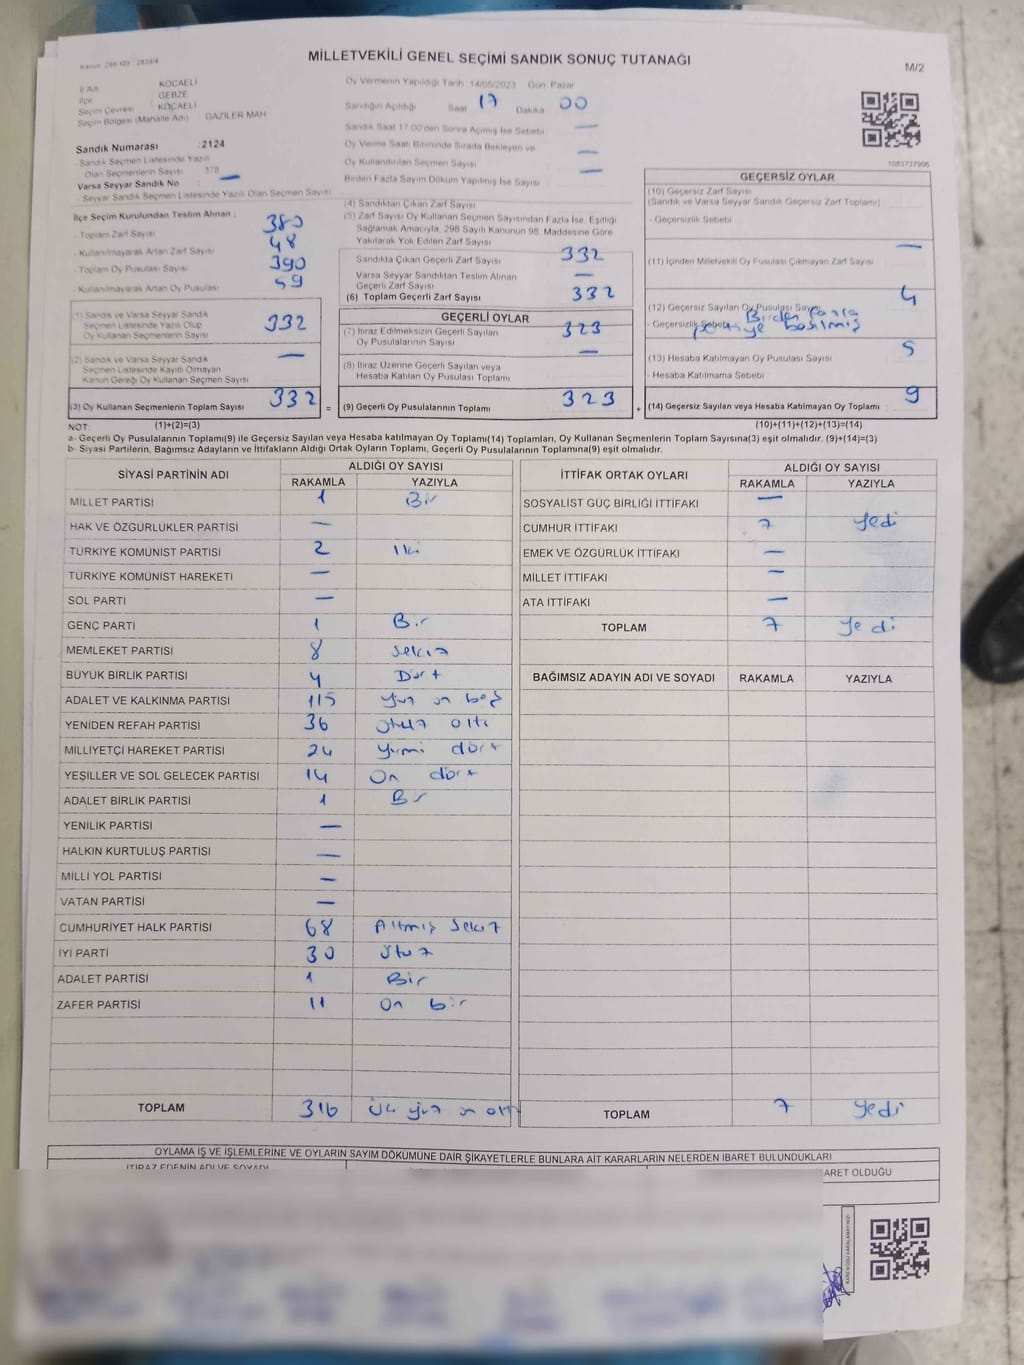 MİLLETVEKİLİ GENEL SEÇİMİ SANDIK SONUÇ TUTANAĞI
M/2
İl Adı : KOCAELİ
İlçe : GEBZE
Seçim Çevresi : KOCAELİ
Seçim Bölgesi (Mahalle Adı) GAZİLER MAH
Sandık Numarası : 2124
- Sandık Seçmen Listesinde Yazılı
Olan Seçmenlerin Sayısı 378
Varsa Seyyar Sandık No —
- Seyyar Sandık Seçmen Listesinde Yazılı Olan Seçmen Sayısı
Oy Vermenin Yapıldığı Tarih 14/05/2023 Gün Pazar
Sandığın Açıldığı Saat 17 Dakika 00
Sandık Saat 17:00'den Sonra Açılmış İse Sebebi —
Oy Verme Saati Bitiminde Sırada Bekleyen ve
Oy Kullandırılan Seçmen Sayısı —
Birden Fazla Sayım Döküm Yapılmış İse Sayısı
1083737906
İlçe Seçim Kurulundan Teslim Alınan :
- Toplam Zarf Sayısı 380
- Kullanılmayarak Artan Zarf Sayısı 48
- Toplam Oy Pusulası Sayısı 390
- Kullanılmayarak Artan Oy Pusulası 59
(1) Sandık ve Varsa Seyyar Sandık
Seçmen Listesinde Yazılı Olup
Oy Kullanan Seçmenlerin Sayısı 332
(2) Sandık ve Varsa Seyyar Sandık
Seçmen Listesinde Kayıtlı Olmayan
Kanun Gereği Oy Kullanan Seçmen Sayısı —
(3) Oy Kullanan Seçmenlerin Toplam Sayısı 332 =
(4) Sandıktan Çıkan Zarf Sayısı
(5) Zarf Sayısı Oy Kullanan Seçmen Sayısından Fazla İse, Eşitliği
Sağlamak Amacıyla, 298 Sayılı Kanunun 98. Maddesine Göre
Yakılarak Yok Edilen Zarf Sayısı
Sandıkta Çıkan Geçerli Zarf Sayısı 332
Varsa Seyyar Sandıktan Teslim Alınan
Geçerli Zarf Sayısı —
(6) Toplam Geçerli Zarf Sayısı 332
GEÇERLİ OYLAR
(7) İtiraz Edilmeksizin Geçerli Sayılan
Oy Pusulalarının Sayısı 323
(8) İtiraz Üzerine Geçerli Sayılan veya
Hesaba Katılan Oy Pusulası Toplamı —
(9) Geçerli Oy Pusulalarının Toplamı 323 +
GEÇERSİZ OYLAR
(10) Geçersiz Zarf Sayısı
(Sandık ve Varsa Seyyar Sandık Geçersiz Zarf Toplamı)
- Geçersizlik Sebebi
—
(11) İçinden Milletvekili Oy Pusulası Çıkmayan Zarf Sayısı
4
(12) Geçersiz Sayılan Oy Pusulası Sayısı
- Geçersizlik Sebebi Birden fazla
partiye basılmış
5
(13) Hesaba Katılmayan Oy Pusulası Sayısı
- Hesaba Katılmama Sebebi
(14) Geçersiz Sayılan veya Hesaba Katılmayan Oy Toplamı 9
NOT: (1)+(2)=(3) (10)+(11)+(12)+(13)=(14)
a- Geçerli Oy Pusulalarının Toplamı(9) ile Geçersiz Sayılan veya Hesaba katılmayan Oy Toplamı(14) Toplamları, Oy Kullanan Seçmenlerin Toplam Sayısına(3) eşit olmalıdır. (9)+(14)=(3)
b- Siyasi Partilerin, Bağımsız Adayların ve İttifakların Aldığı Ortak Oyların Toplamı, Geçerli Oy Pusulalarının Toplamına(9) eşit olmalıdır.
SİYASİ PARTİNİN ADI ALDIĞI OY SAYISI
RAKAMLA YAZIYLA
MİLLET PARTİSİ 1 Bir
HAK VE ÖZGÜRLÜKLER PARTİSİ —
TÜRKİYE KOMÜNİST PARTİSİ 2 İki
TÜRKİYE KOMÜNİST HAREKETİ —
SOL PARTİ —
GENÇ PARTİ 1 Bir
MEMLEKET PARTİSİ 8 sekiz
BÜYÜK BİRLİK PARTİSİ 4 Dört
ADALET VE KALKINMA PARTİSİ 115 yüz on beş
YENİDEN REFAH PARTİSİ 36 otuz altı
MİLLİYETÇİ HAREKET PARTİSİ 24 yirmi dört
YEŞİLLER VE SOL GELECEK PARTİSİ 14 On dört
ADALET BİRLİK PARTİSİ 1 Bir
YENİLİK PARTİSİ —
HALKIN KURTULUŞ PARTİSİ —
MİLLİ YOL PARTİSİ —
VATAN PARTİSİ —
CUMHURİYET HALK PARTİSİ 68 Altmış sekiz
İYİ PARTİ 30 otuz
ADALET PARTİSİ 1 Bir
ZAFER PARTİSİ 11 On bir
TOPLAM 316 üç yüz on altı
İTTİFAK ORTAK OYLARI ALDIĞI OY SAYISI
RAKAMLA YAZIYLA
SOSYALİST GÜÇ BİRLİĞİ İTTİFAKI —
CUMHUR İTTİFAKI 7 yedi
EMEK VE ÖZGÜRLÜK İTTİFAKI —
MİLLET İTTİFAKI —
ATA İTTİFAKI —
TOPLAM 7 yedi
BAĞIMSIZ ADAYIN ADI VE SOYADI RAKAMLA YAZIYLA
TOPLAM 7 yedi
OYLAMA İŞ VE İŞLEMLERİNE VE OYLARIN SAYIM DÖKÜMÜNE DAİR ŞİKAYETLERLE BUNLARA AİT KARARLARIN NELERDEN İBARET BULUNDUKLARI
İTİRAZ EDENİN ADI VE SOYADI
ARET OLDUĞU